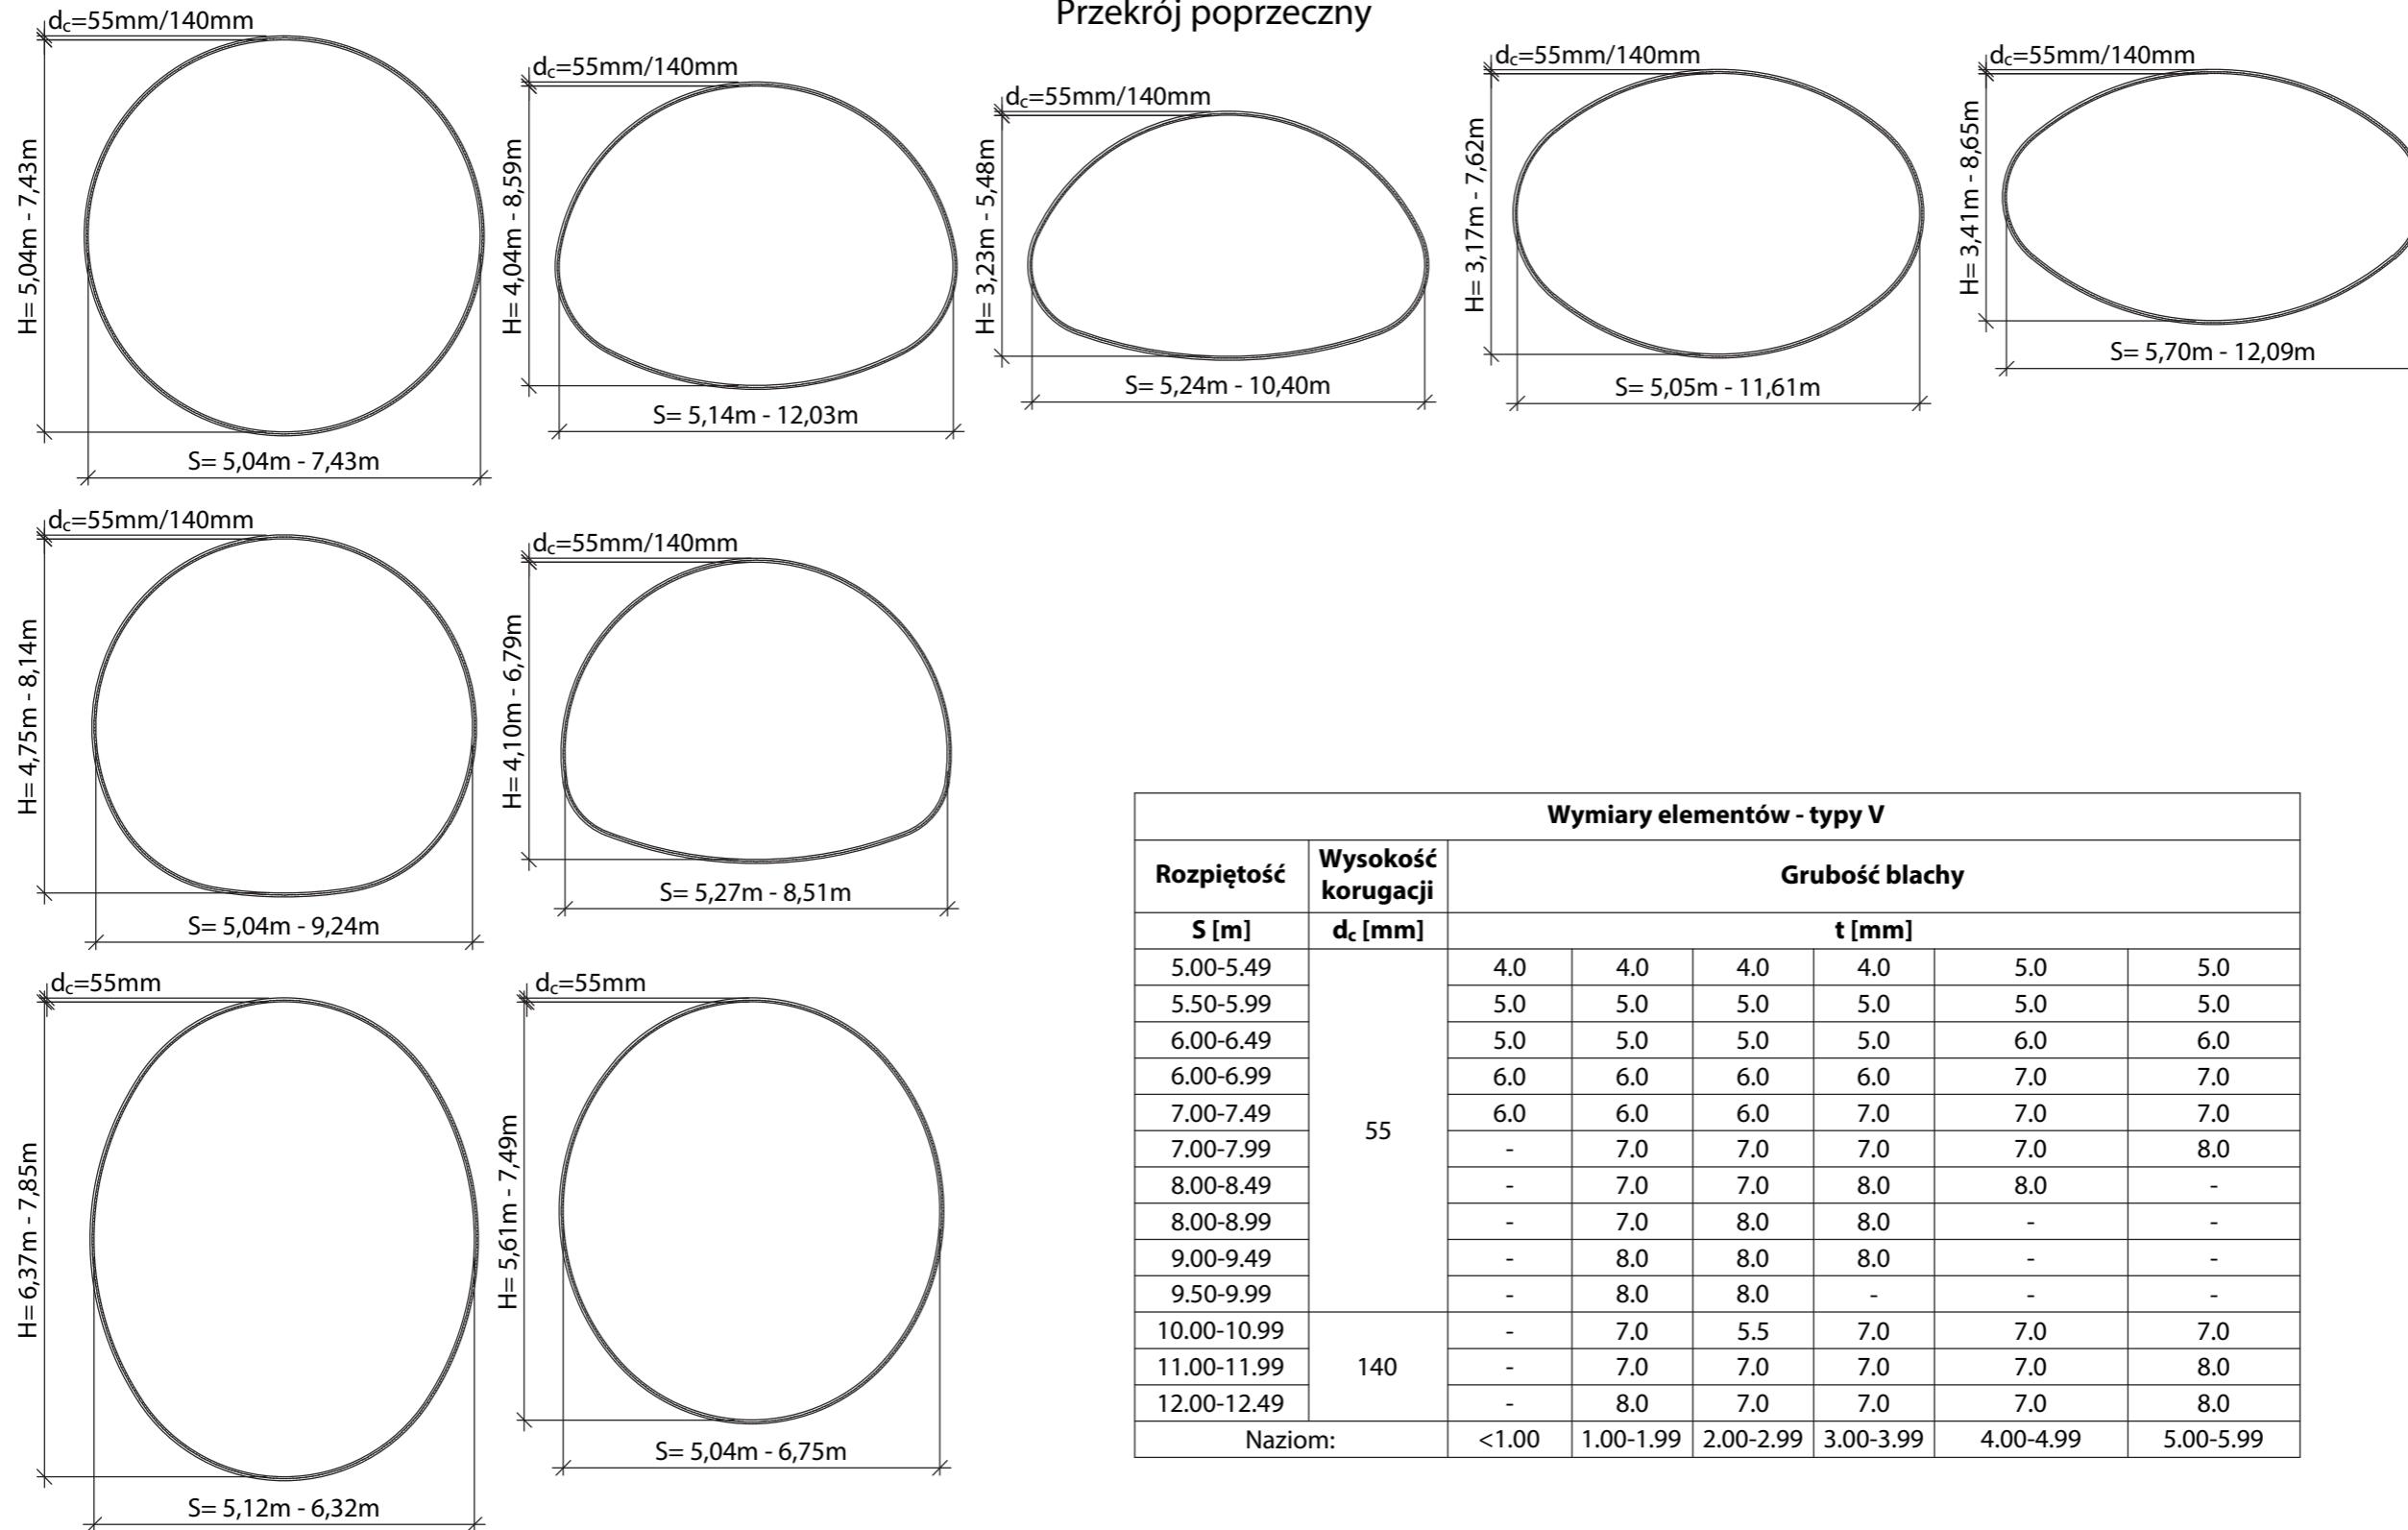 Przekrój poprzeczny
dc=55mm/140mm
H= 5,04m - 7,43m
S= 5,04m - 7,43m
dc=55mm/140mm
H= 4,04m - 8,59m
S= 5,14m - 12,03m
dc=55mm/140mm
H= 3,23m - 5,48m
S= 5,24m - 10,40m
dc=55mm/140mm
H= 3,17m - 7,62m
S= 5,05m - 11,61m
dc=55mm/140mm
H= 3,41m - 8,65m
S= 5,70m - 12,09m
dc=55mm/140mm
H= 4,75m - 8,14m
S= 5,04m - 9,24m
dc=55mm/140mm
H= 4,10m - 6,79m
S= 5,27m - 8,51m
dc=55mm
H= 6,37m - 7,85m
S= 5,12m - 6,32m
dc=55mm
H= 5,61m - 7,49m
S= 5,04m - 6,75m
Wymiary elementów - typy V
Rozpiętość Wysokość korugacji Grubość blachy
S [m] dc [mm] t [mm]
5.00-5.49 4.0 4.0 4.0 4.0 5.0 5.0
5.50-5.99 5.0 5.0 5.0 5.0 5.0 5.0
6.00-6.49 5.0 5.0 5.0 5.0 6.0 6.0
6.00-6.99 6.0 6.0 6.0 6.0 7.0 7.0
7.00-7.49 55 6.0 6.0 6.0 7.0 7.0 7.0
7.00-7.99 - 7.0 7.0 7.0 7.0 8.0
8.00-8.49 - 7.0 7.0 8.0 8.0 -
8.00-8.99 - 7.0 8.0 8.0 - -
9.00-9.49 - 8.0 8.0 8.0 - -
9.50-9.99 - 8.0 8.0 - - -
10.00-10.99 - 7.0 5.5 7.0 7.0 7.0
11.00-11.99 140 - 7.0 7.0 7.0 7.0 8.0
12.00-12.49 - 8.0 7.0 7.0 7.0 8.0
Naziom: <1.00 1.00-1.99 2.00-2.99 3.00-3.99 4.00-4.99 5.00-5.99